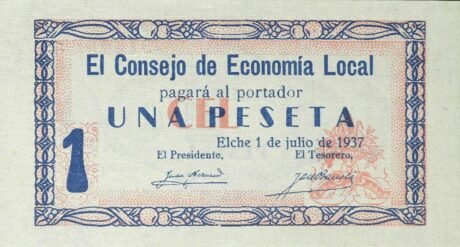 El Consejo de Economía Local
pagará al portador
CEL
UNA PESETA
Elche 1 de julio de 1937
El Presidente, El Tesorero,
1